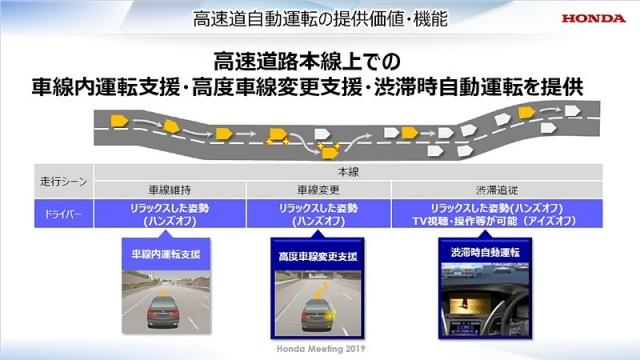 高速道自動運転の提供価値・機能
HONDA
高速道路本線上での
車線内運転支援・高度車線変更支援・渋滞時自動運転を提供
走行シーン
本線
車線維持
車線変更
渋滞追従
ドライバー
リラックスした姿勢
(ハンズオフ)
リラックスした姿勢
(ハンズオフ)
リラックスした姿勢(ハンズオフ)
TV視聴・操作等が可能（アイズオフ）
車線内運転支援
高度車線変更支援
渋滞時自動運転
Honda Meeting 2019